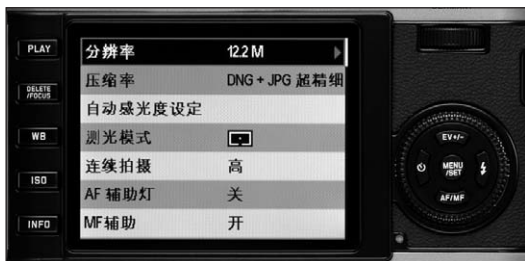 PLAY
DELETE
/FOCUS
WB
ISO
INFO
分辨率 12.2 M
压缩率 DNG + JPG 超精细
自动感光度设定
测光模式
连续拍摄 高
AF 辅助灯 关
MF辅助 开
EV+/-
MENU
/SET
AF/MF